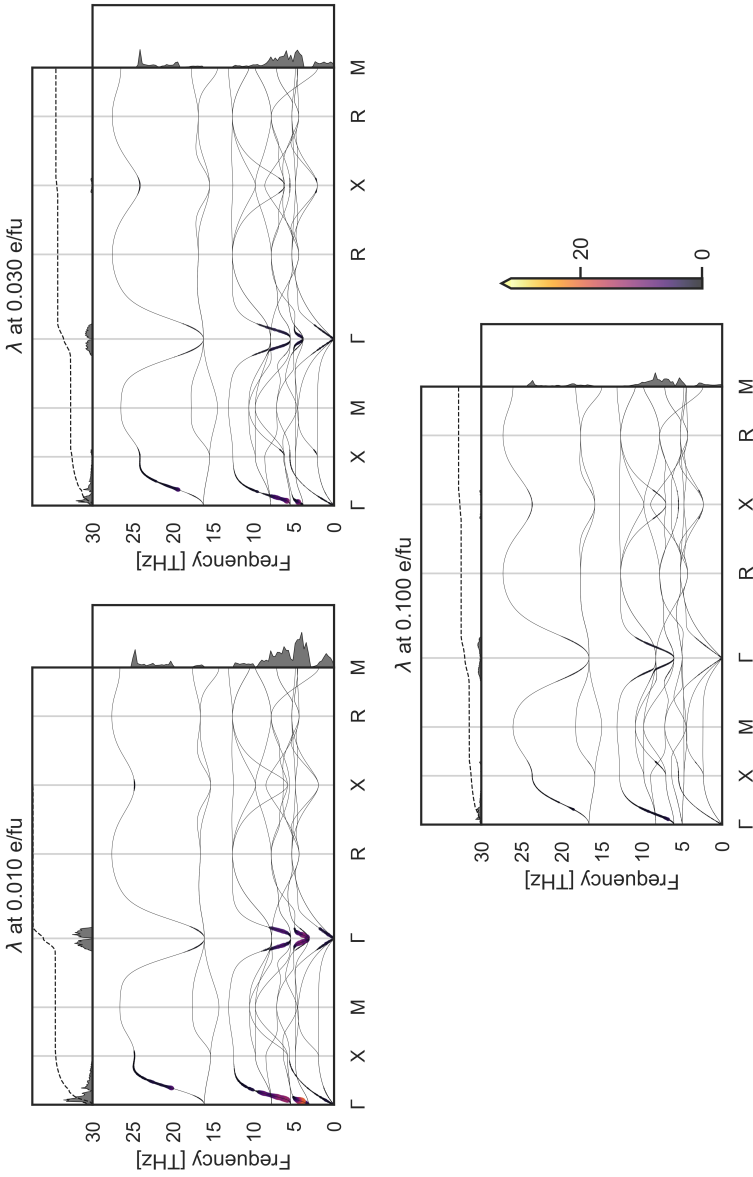 λ at 0.010 e/fu
30
25
20
15
10
5
0
Frequency [THz]
Γ X M Γ R X R M
λ at 0.030 e/fu
30
25
20
15
10
5
0
Frequency [THz]
Γ X M Γ R X R M
λ at 0.100 e/fu
30
25
20
15
10
5
0
Frequency [THz]
Γ X M Γ R X R M
20
0